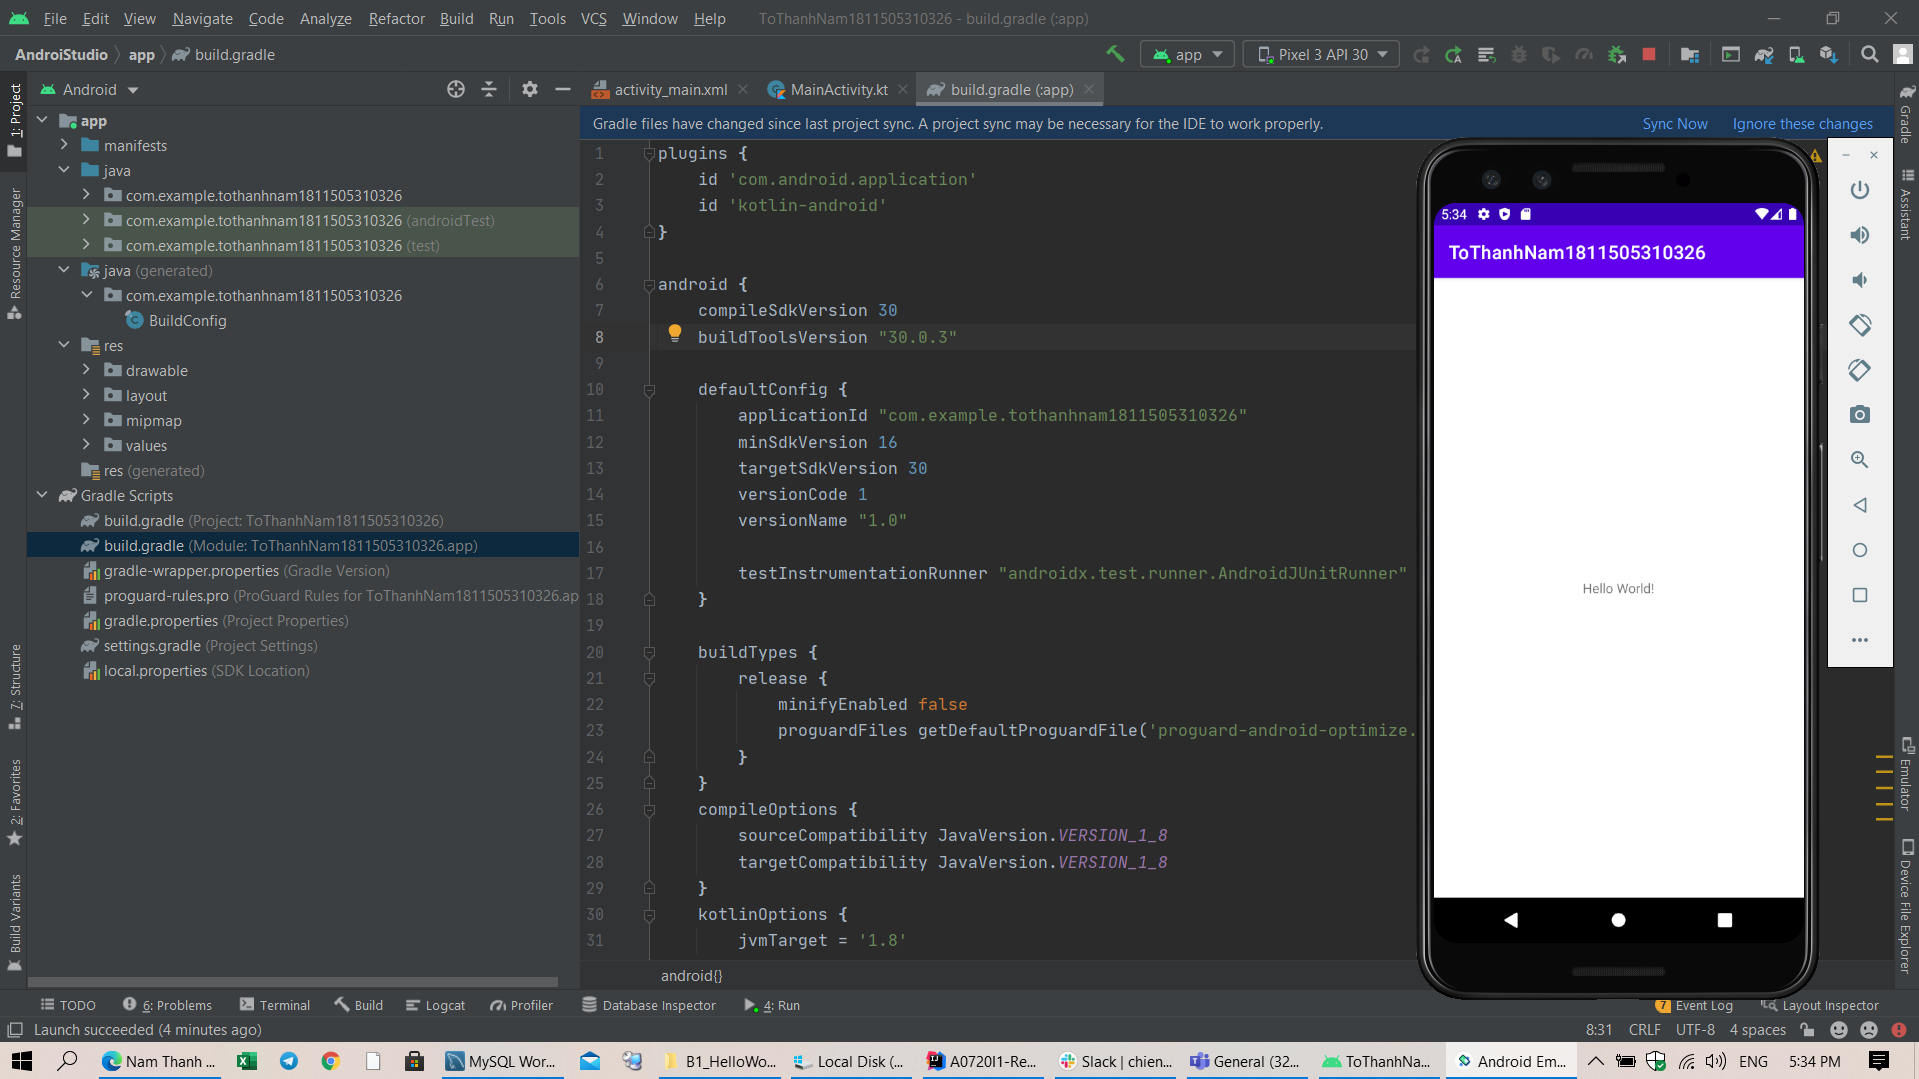 File Edit View Navigate Code Analyze Refactor Build Run Tools VCS Window Help ToThanhNam1811505310326 - build.gradle (:app)
AndroiStudio app build.gradle
app Pixel 3 API 30
Android
activity_main.xml MainActivity.kt build.gradle (:app)
Gradle files have changed since last project sync. A project sync may be necessary for the IDE to work properly. Sync Now Ignore these changes
1: Project
Resource Manager
7: Structure
2: Favorites
Build Variants
app
manifests
java
com.example.tothanhnam1811505310326
com.example.tothanhnam1811505310326 (androidTest)
com.example.tothanhnam1811505310326 (test)
java (generated)
com.example.tothanhnam1811505310326
BuildConfig
res
drawable
layout
mipmap
values
res (generated)
Gradle Scripts
build.gradle (Project: ToThanhNam1811505310326)
build.gradle (Module: ToThanhNam1811505310326.app)
gradle-wrapper.properties (Gradle Version)
proguard-rules.pro (ProGuard Rules for ToThanhNam1811505310326.ap
gradle.properties (Project Properties)
settings.gradle (Project Settings)
local.properties (SDK Location)
1 plugins {
2 id 'com.android.application'
3 id 'kotlin-android'
4 }
5
6 android {
7 compileSdkVersion 30
8 buildToolsVersion "30.0.3"
9
10 defaultConfig {
11 applicationId "com.example.tothanhnam1811505310326"
12 minSdkVersion 16
13 targetSdkVersion 30
14 versionCode 1
15 versionName "1.0"
16
17 testInstrumentationRunner "androidx.test.runner.AndroidJUnitRunner"
18 }
19
20 buildTypes {
21 release {
22 minifyEnabled false
23 proguardFiles getDefaultProguardFile('proguard-android-optimize.
24 }
25 }
26 compileOptions {
27 sourceCompatibility JavaVersion.VERSION_1_8
28 targetCompatibility JavaVersion.VERSION_1_8
29 }
30 kotlinOptions {
31 jvmTarget = '1.8'
android{}
5:34
ToThanhNam1811505310326
Hello World!
Gradle
Assistant
Emulator
Device File Explorer
TODO 6: Problems Terminal Build Logcat Profiler Database Inspector 4: Run 7 Event Log Layout Inspector
Launch succeeded (4 minutes ago) 8:31 CRLF UTF-8 4 spaces
Nam Thanh ... MySQL Wor... B1_HelloWo... Local Disk (... A0720I1-Re... Slack | chien... General (32... ToThanhNa... Android Em... ENG 5:34 PM